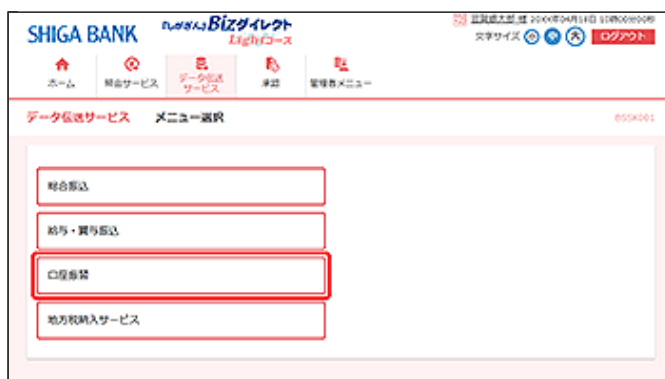 SHIGA BANK
『しがぎん』Bizダイレクト
Lightコース
文字サイズ 小 中 大 ログアウト
ホーム
照会サービス
データ伝送
サービス
承認
管理者メニュー
データ伝送サービス メニュー選択
BSSK001
総合振込
給与・賞与振込
口座振替
地方税納入サービス